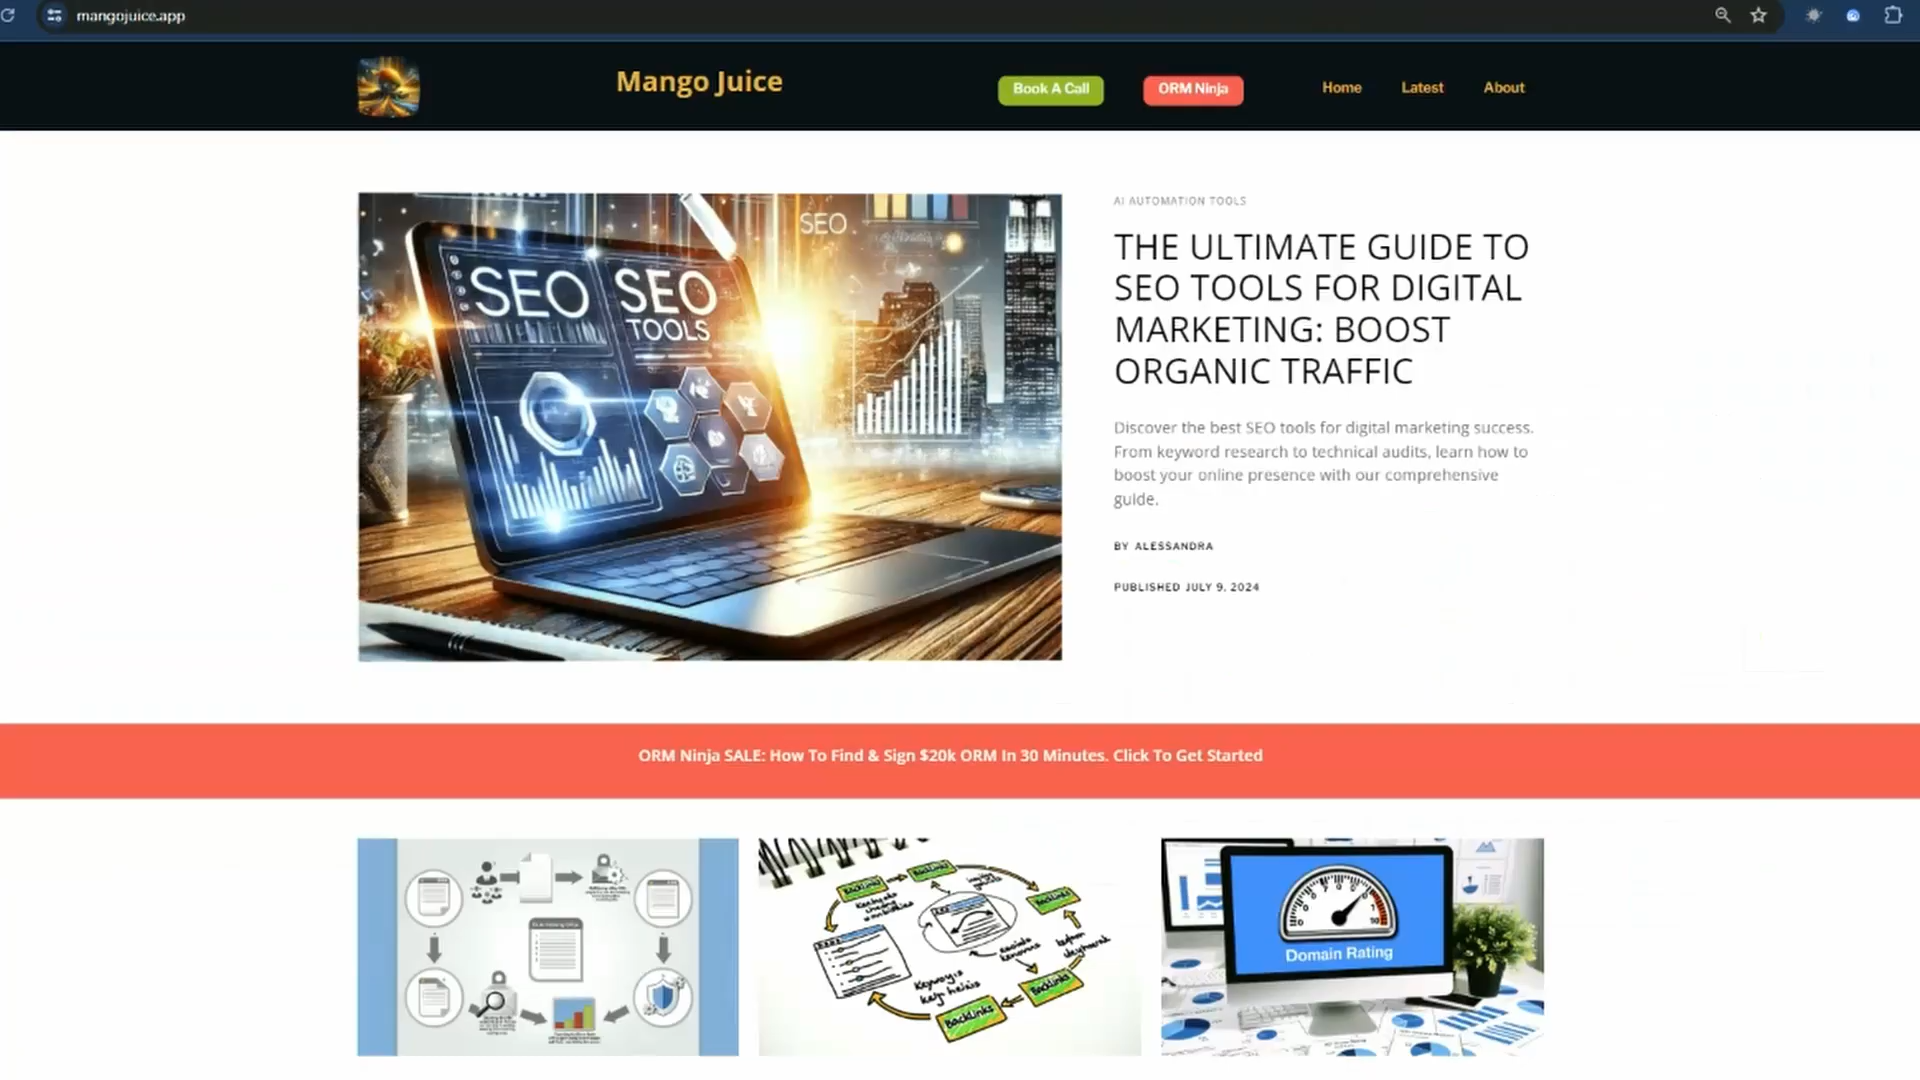 mangojuice.app
Mango Juice
Book A Call
ORM Ninja
Home
Latest
About
SEO
SEO
TOOLS
SEO.
AI AUTOMATION TOOLS
THE ULTIMATE GUIDE TO
SEO TOOLS FOR DIGITAL
MARKETING: BOOST
ORGANIC TRAFFIC
Discover the best SEO tools for digital marketing success.
From keyword research to technical audits, learn how to
boost your online presence with our comprehensive
guide.
BY ALESSANDRA
PUBLISHED JULY 9, 2024
ORM Ninja SALE: How To Find & Sign $20k ORM In 30 Minutes. Click To Get Started
Backlinks
Backlinks
Backlinks
Backlinks
BackLinks
Domain Rating